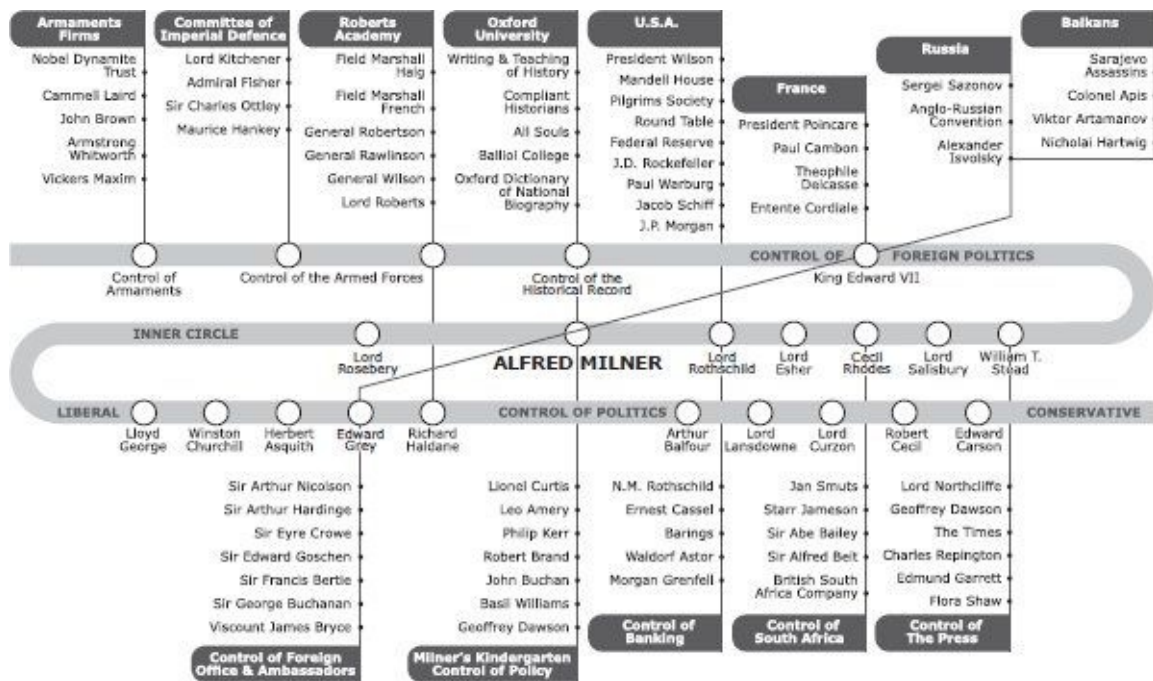 Armaments
Firms
Nobel Dynamite
Trust
Cammell Laird
John Brown
Armstrong
Whitworth
Vickers Maxim
Committee of
Imperial Defence
Lord Kitchener
Admiral Fisher
Sir Charles Ottley
Maurice Hankey
Roberts
Academy
Field Marshall
Haig
Field Marshall
French
General Robertson
General Rawlinson
General Wilson
Lord Roberts
Oxford
University
Writing & Teaching
of History
Compliant
Historians
All Souls
Balliol College
Oxford Dictionary
of National
Biography
U.S.A.
President Wilson
Mandell House
Pilgrims Society
Round Table
Federal Reserve
J.D. Rockefeller
Paul Warburg
Jacob Schiff
J.P. Morgan
France
President Poincare
Paul Cambon
Theophile
Delcasse
Entente Cordiale
Russia
Sergei Sazonov
Anglo-Russian
Convention
Alexander
Isvolsky
Balkans
Sarajevo
Assassins
Colonel Apis
Viktor Artamanov
Nicholai Hartwig
CONTROL OF FOREIGN POLITICS
Control of
Armaments
Control of the Armed Forces
Control of the
Historical Record
King Edward VII
INNER CIRCLE
Lord
Rosebery
ALFRED MILNER
Lord
Rothschild
Lord
Esher
Cecil
Rhodes
Lord
Salisbury
William T.
Stead
LIBERAL
CONTROL OF POLITICS
CONSERVATIVE
Lloyd
George
Winston
Churchill
Herbert
Asquith
Edward
Grey
Richard
Haldane
Arthur
Balfour
Lord
Lansdowne
Lord
Curzon
Robert
Cecil
Edward
Carson
Sir Arthur Nicolson
Sir Arthur Hardinge
Sir Eyre Crowe
Sir Edward Goschen
Sir Francis Bertie
Sir George Buchanan
Viscount James Bryce
Control of Foreign
Office & Ambassadors
Lionel Curtis
Leo Amery
Philip Kerr
Robert Brand
John Buchan
Basil Williams
Geoffrey Dawson
Milner's Kindergarten
Control of Policy
N.M. Rothschild
Ernest Cassel
Barings
Waldorf Astor
Morgan Grenfell
Control of
Banking
Jan Smuts
Starr Jameson
Sir Abe Bailey
Sir Alfred Beit
British South
Africa Company
Control of
South Africa
Lord Northcliffe
Geoffrey Dawson
The Times
Charles Repington
Edmund Garrett
Flora Shaw
Control of
The Press